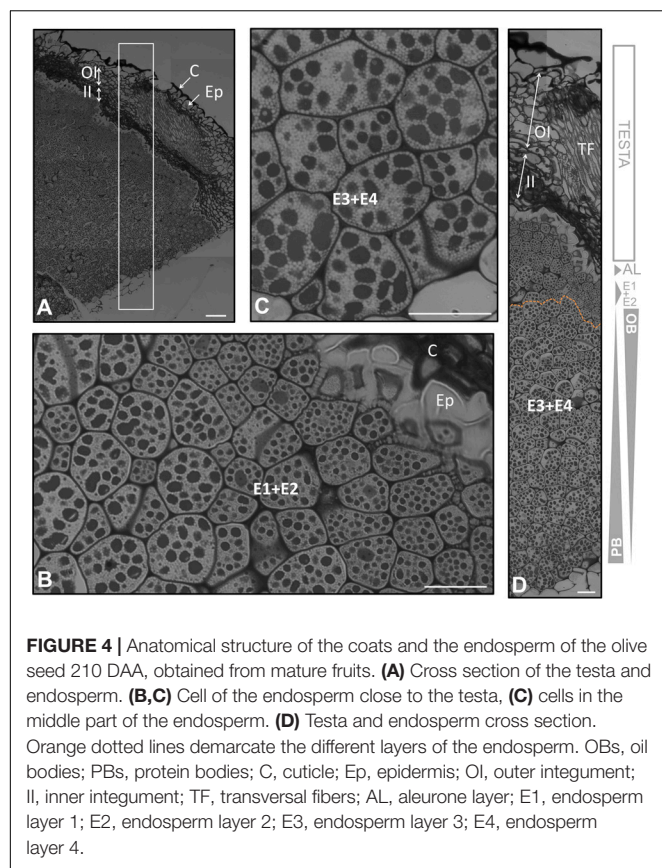 A
OI
II
C
Ep
C
E3+E4
B
C
Ep
E1+E2
D
OI
II
TF
E3+E4
TESTA
AL
E1
+
E2
OB
PB
FIGURE 4 | Anatomical structure of the coats and the endosperm of the olive
seed 210 DAA, obtained from mature fruits. (A) Cross section of the testa and
endosperm. (B,C) Cell of the endosperm close to the testa, (C) cells in the
middle part of the endosperm. (D) Testa and endosperm cross section.
Orange dotted lines demarcate the different layers of the endosperm. OBs, oil
bodies; PBs, protein bodies; C, cuticle; Ep, epidermis; OI, outer integument;
II, inner integument; TF, transversal fibers; AL, aleurone layer; E1, endosperm
layer 1; E2, endosperm layer 2; E3, endosperm layer 3; E4, endosperm
layer 4.